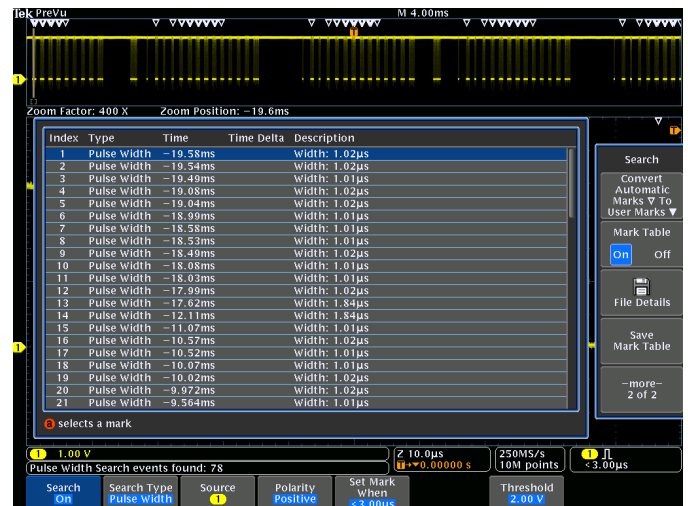 Tek PreVu M 4.00ms
Zoom Factor: 400 X Zoom Position: −19.6ms
Index Type Time Time Delta Description
1 Pulse Width −19.58ms Width: 1.02µs
2 Pulse Width −19.54ms Width: 1.02µs
3 Pulse Width −19.49ms Width: 1.01µs
4 Pulse Width −19.08ms Width: 1.02µs
5 Pulse Width −19.04ms Width: 1.02µs
6 Pulse Width −18.99ms Width: 1.01µs
7 Pulse Width −18.58ms Width: 1.01µs
8 Pulse Width −18.53ms Width: 1.01µs
9 Pulse Width −18.49ms Width: 1.02µs
10 Pulse Width −18.08ms Width: 1.01µs
11 Pulse Width −18.03ms Width: 1.01µs
12 Pulse Width −17.99ms Width: 1.02µs
13 Pulse Width −17.62ms Width: 1.84µs
14 Pulse Width −12.11ms Width: 1.84µs
15 Pulse Width −11.07ms Width: 1.01µs
16 Pulse Width −10.57ms Width: 1.02µs
17 Pulse Width −10.52ms Width: 1.01µs
18 Pulse Width −10.07ms Width: 1.01µs
19 Pulse Width −10.02ms Width: 1.02µs
20 Pulse Width −9.972ms Width: 1.01µs
21 Pulse Width −9.564ms Width: 1.01µs
a selects a mark
Search
Convert
Automatic
Marks ∇ To
User Marks ▼
Mark Table
On Off
File Details
Save
Mark Table
−more−
2 of 2
1 1.00 V
Z 10.0µs
T→▼0.00000 s
250MS/s
10M points
1
<3.00µs
Pulse Width Search events found: 78
Search
On
Search Type
Pulse Width
Source
1
Polarity
Positive
Set Mark
When
<3.00µs
Threshold
2.00 V